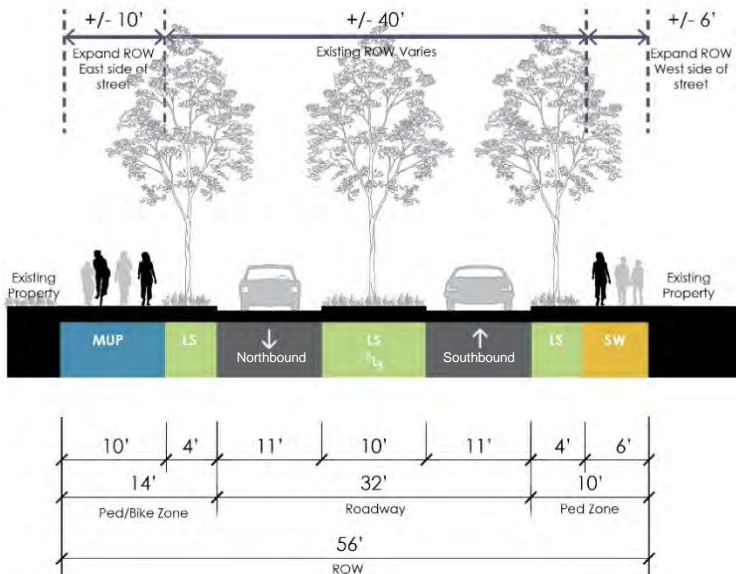 +/- 10’
+/- 40’
+/- 6’
Expand ROW
East side of
street
Existing ROW Varies
Expand ROW
West side of
street
Existing
Property
Existing
Property
MUP
LS
Northbound
LS
Southbound
LS
SW
10’
4’
11’
10’
11’
4’
6’
14’
32’
10’
Ped/Bike Zone
Roadway
Ped Zone
56’
ROW